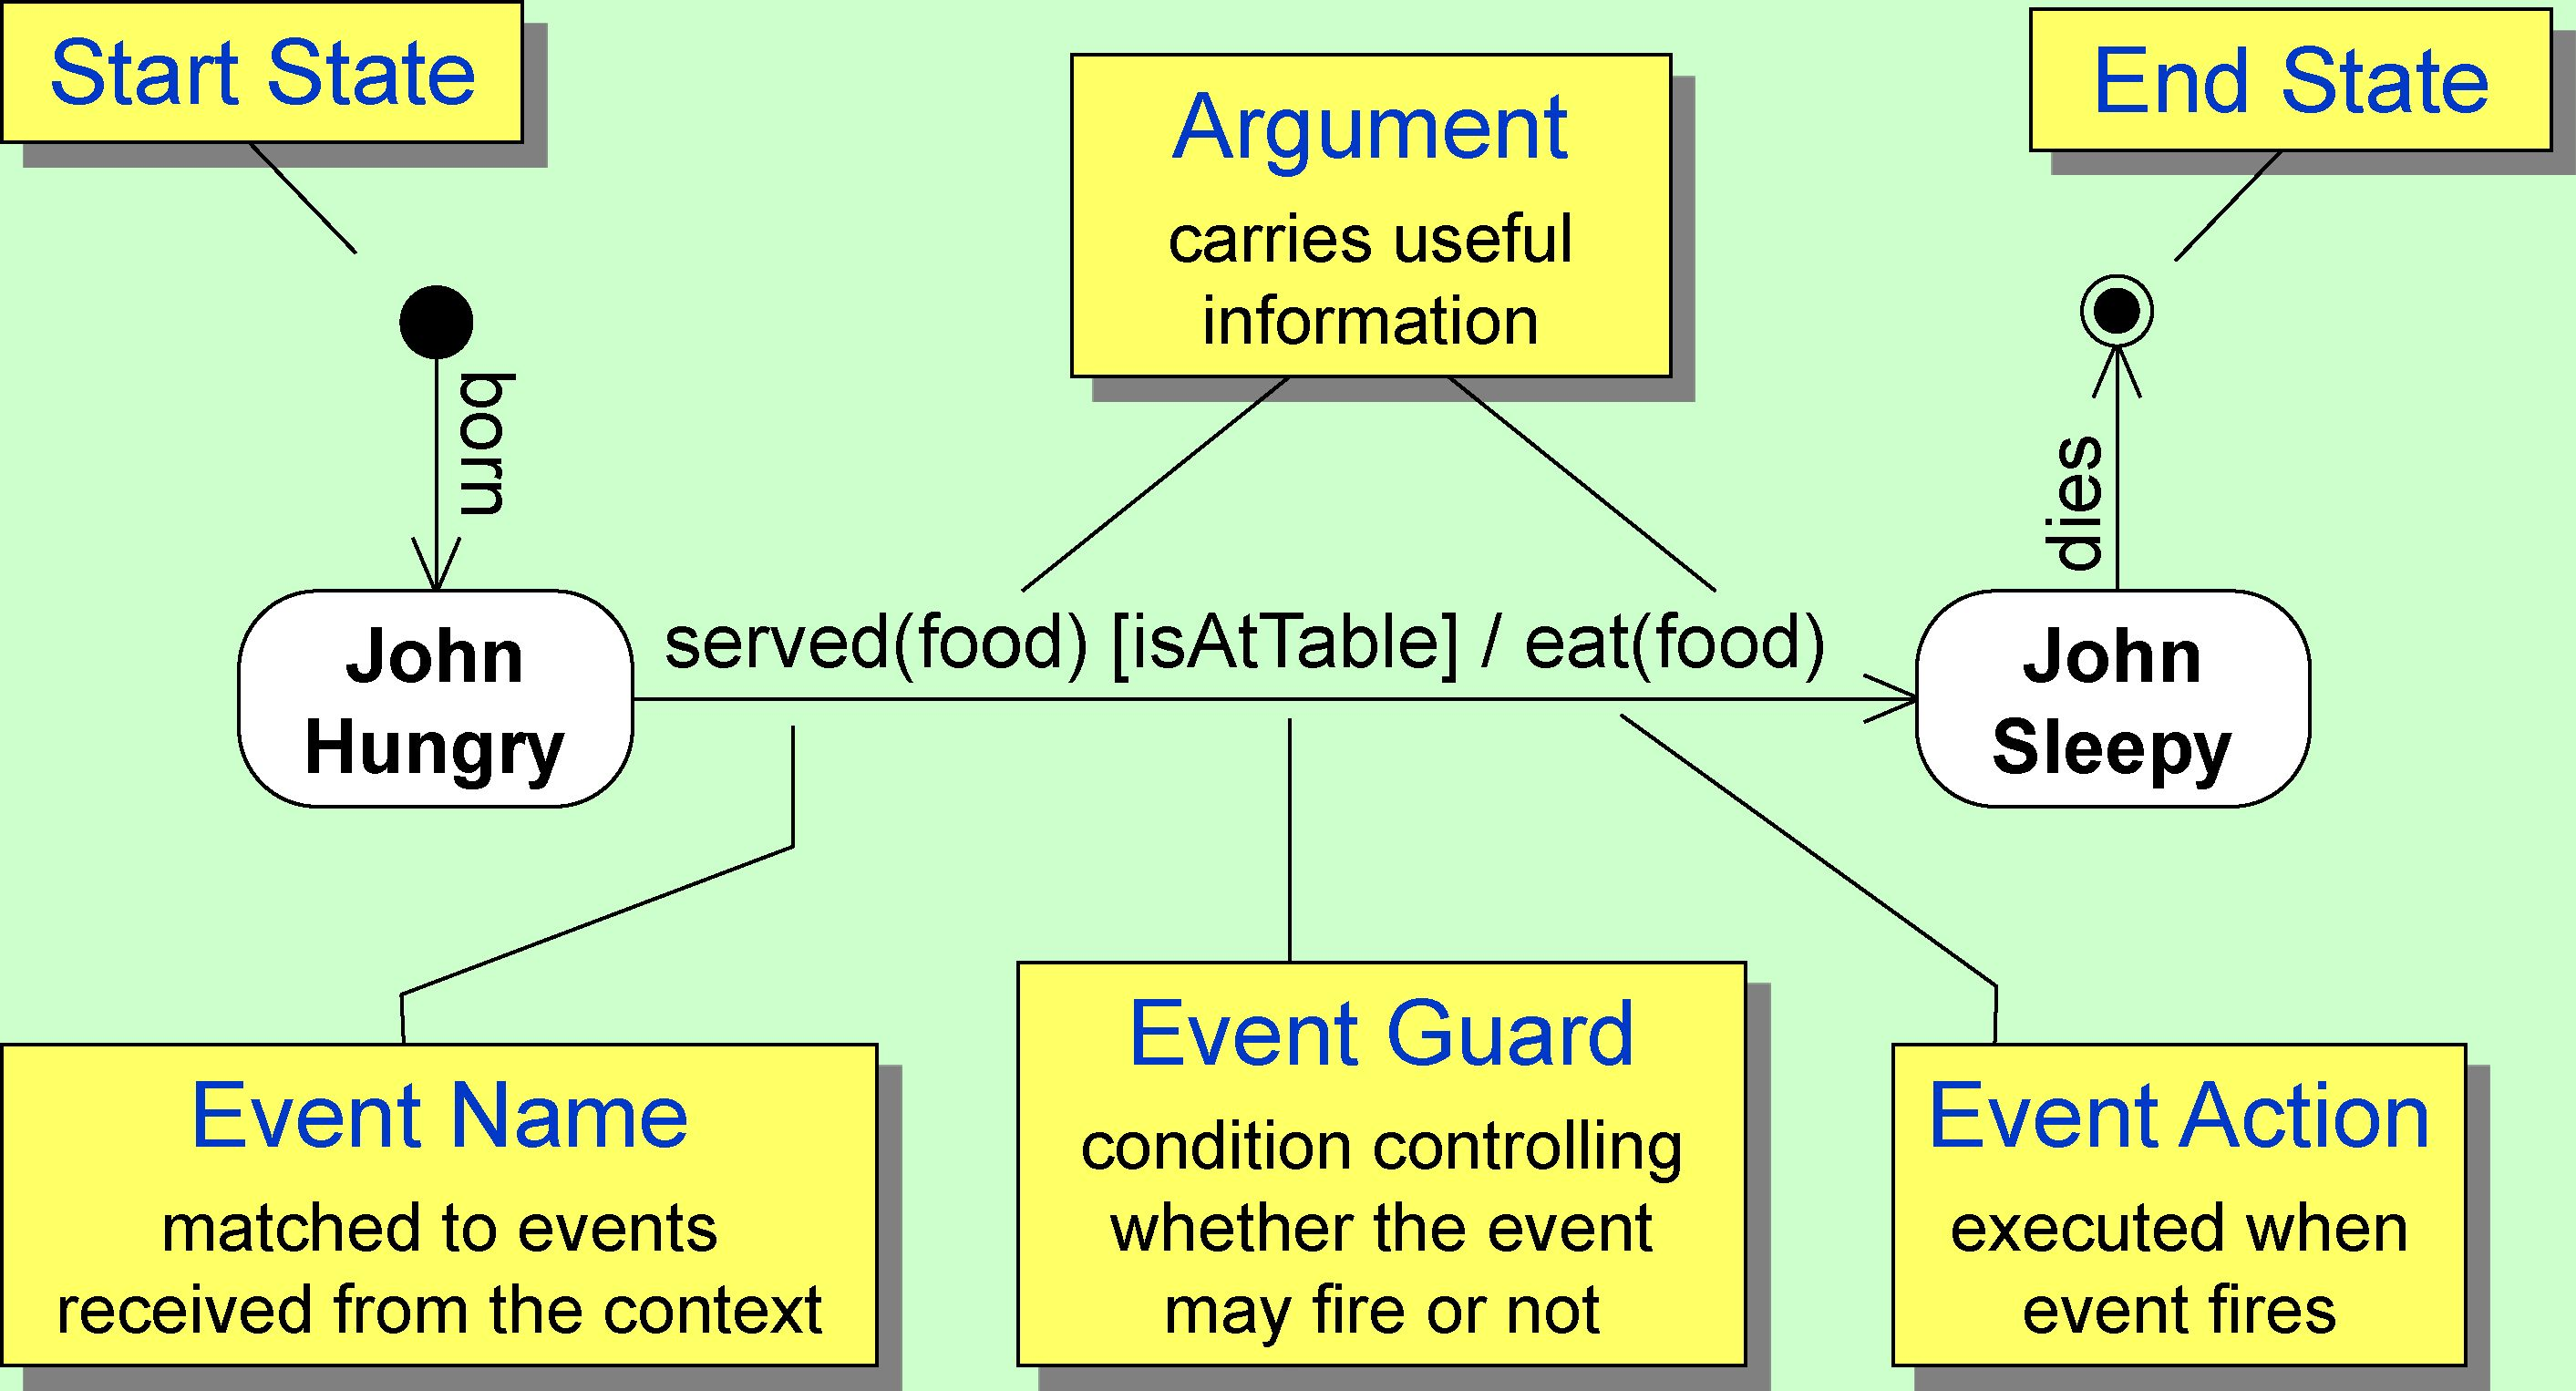 Start State
Argument
carries useful
information
End State
born
dies
John
Hungry
served(food) [isAtTable] / eat(food)
John
Sleepy
Event Name
matched to events
received from the context
Event Guard
condition controlling
whether the event
may fire or not
Event Action
executed when
event fires